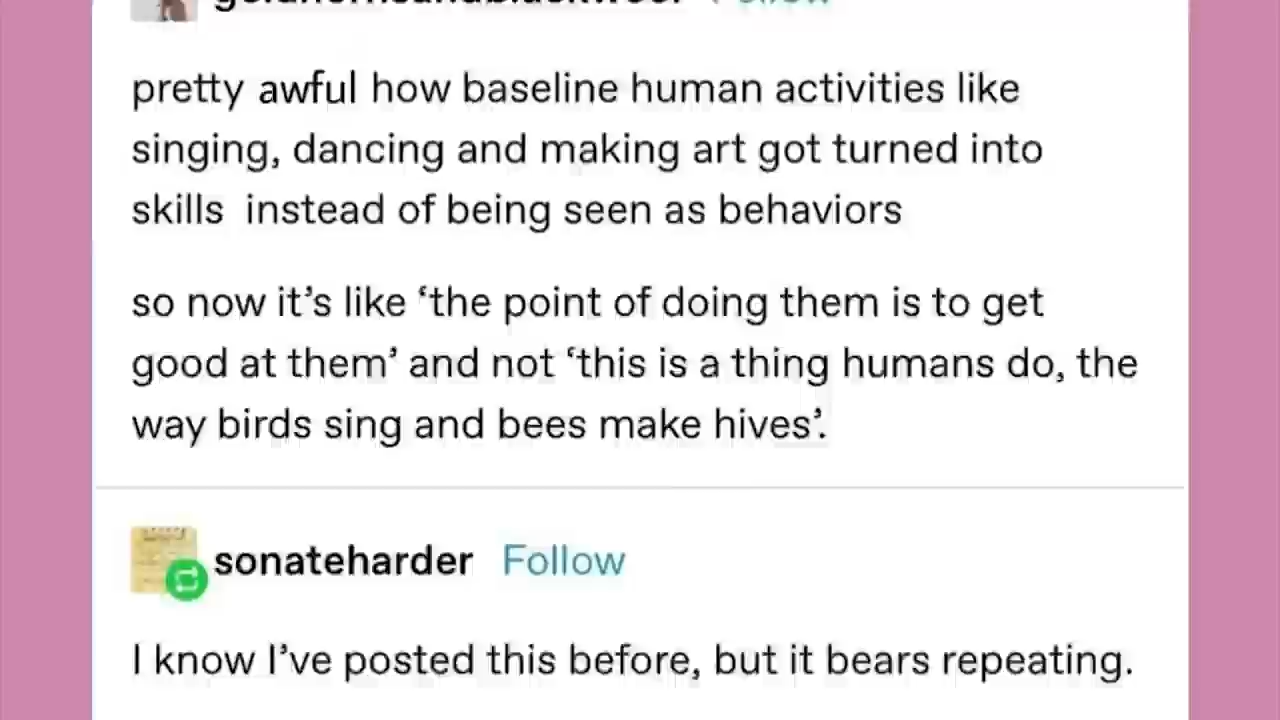 pretty awful how baseline human activities like
singing, dancing and making art got turned into
skills instead of being seen as behaviors
so now it's like ‘the point of doing them is to get
good at them’ and not ‘this is a thing humans do, the
way birds sing and bees make hives’.
sonateharder Follow
I know I've posted this before, but it bears repeating.